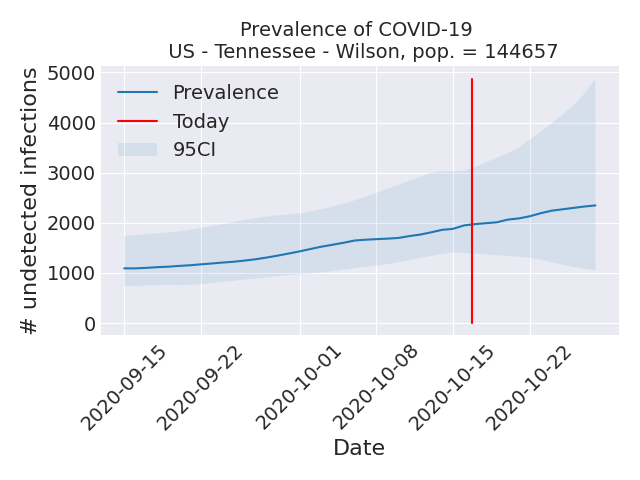 Prevalence of COVID-19
US - Tennessee - Wilson, pop. = 144657
# undetected infections
5000
4000
3000
2000
1000
0
Prevalence
Today
95CI
2020-09-15
2020-09-22
2020-10-01
2020-10-08
2020-10-15
2020-10-22
Date